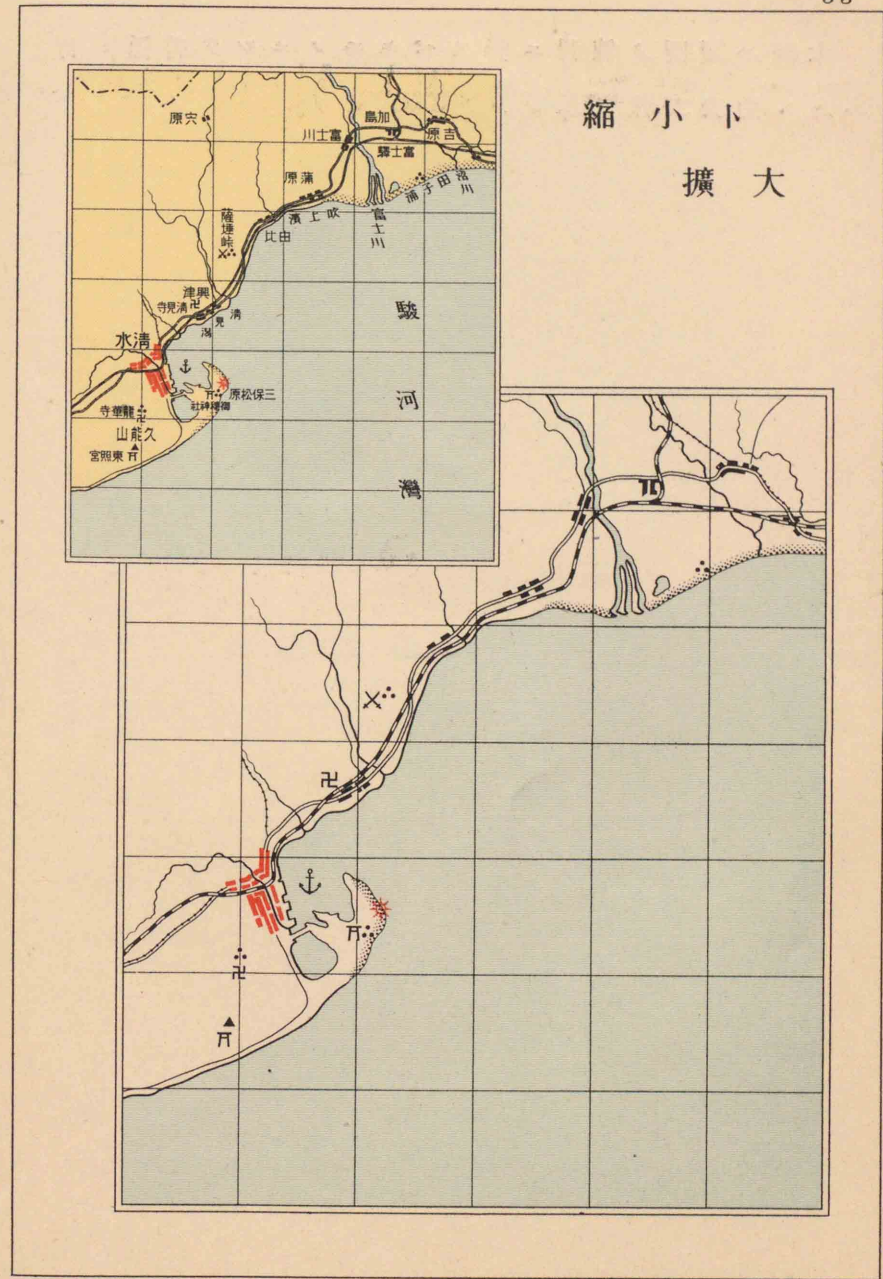 縮小ト
擴大
穴原
加島
吉原
富士川
富士驛
蒲原
沼川
田子浦
富士川
吹上濱
由比
薩埵峠
興津
清見寺
清見潟
清水
三保松原
御穗神社
龍華寺
久能山
東照宮
駿河灣